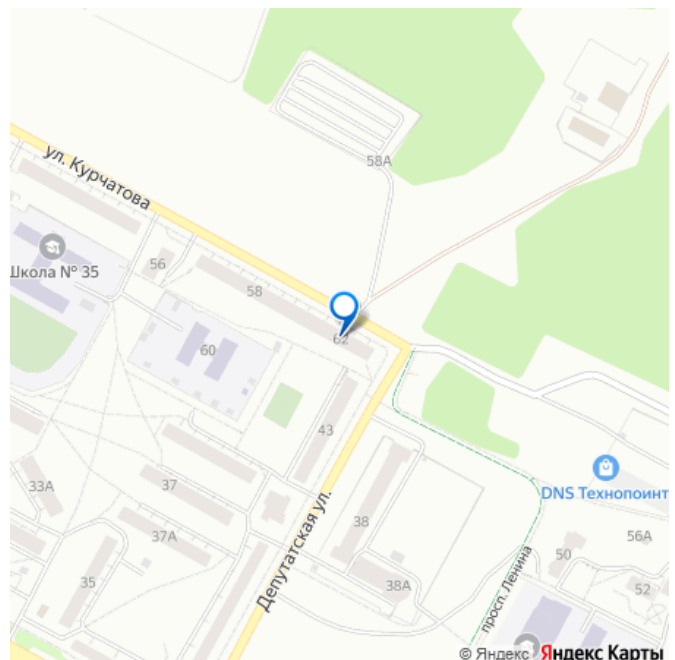 58А
ул. Курчатова
Школа № 35
56
58
62
60
43
DNS Технопоинт
33А
37
38
37А
56А
50
Депутатская ул.
35
38А
52
просп. Ленина
© Яндекс Яндекс Карты